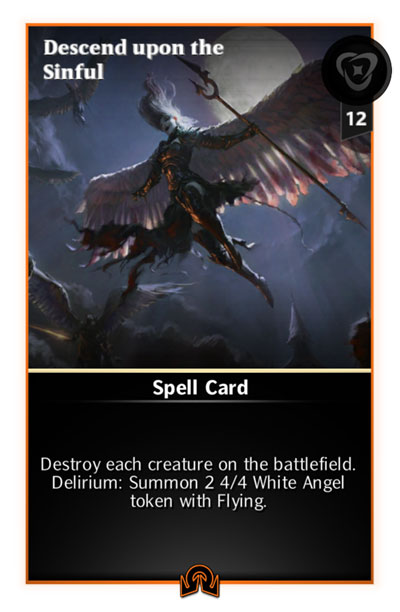 Descend upon the
Sinful
12
Spell Card
Destroy each creature on the battlefield.
Delirium: Summon 2 4/4 White Angel
token with Flying.